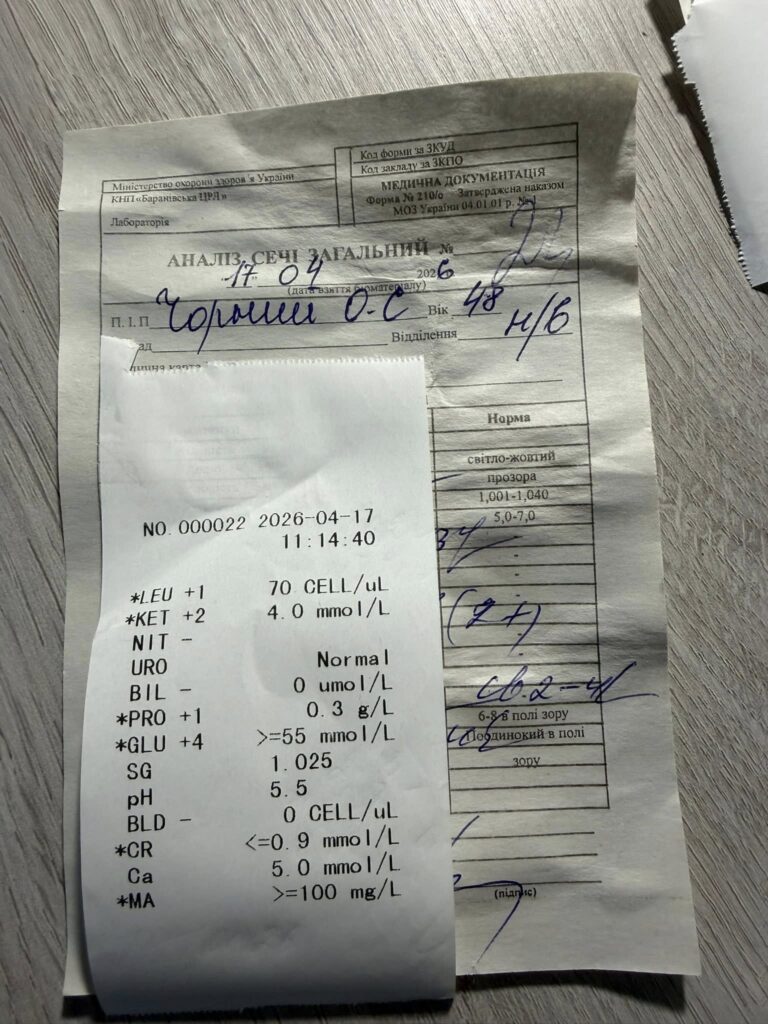 Міністерство охорони здоров'я України
КНП«Баранівська ЦРЛ»
Лабораторія
Код форми за ЗКУД
Код закладу за ЗКПО
МЕДИЧНА ДОКУМЕНТАЦІЯ
Форма № 210/о Затверджена наказом
МОЗ України 04.01.01 р. №1
АНАЛІЗ СЕЧІ ЗАГАЛЬНИЙ №
17 04 2026
(дата взяття біоматеріалу)
П. І. П О.С Вік 48
ад Відділення н/б
Норма
світло-жовтий
прозора
1,001-1,040
5,0-7,0
(2+)
6-8 в полі зору
Поодинокий в полі
зору
(підпис)
NO.000022 2026-04-17
11:14:40
*LEU +1 70 CELL/uL
*KET +2 4.0 mmol/L
NIT -
URO Normal
BIL - 0 umol/L
*PRO +1 0.3 g/L
*GLU +4 >=55 mmol/L
SG 1.025
pH 5.5
BLD - 0 CELL/uL
*CR <=0.9 mmol/L
Ca 5.0 mmol/L
*MA >=100 mg/L